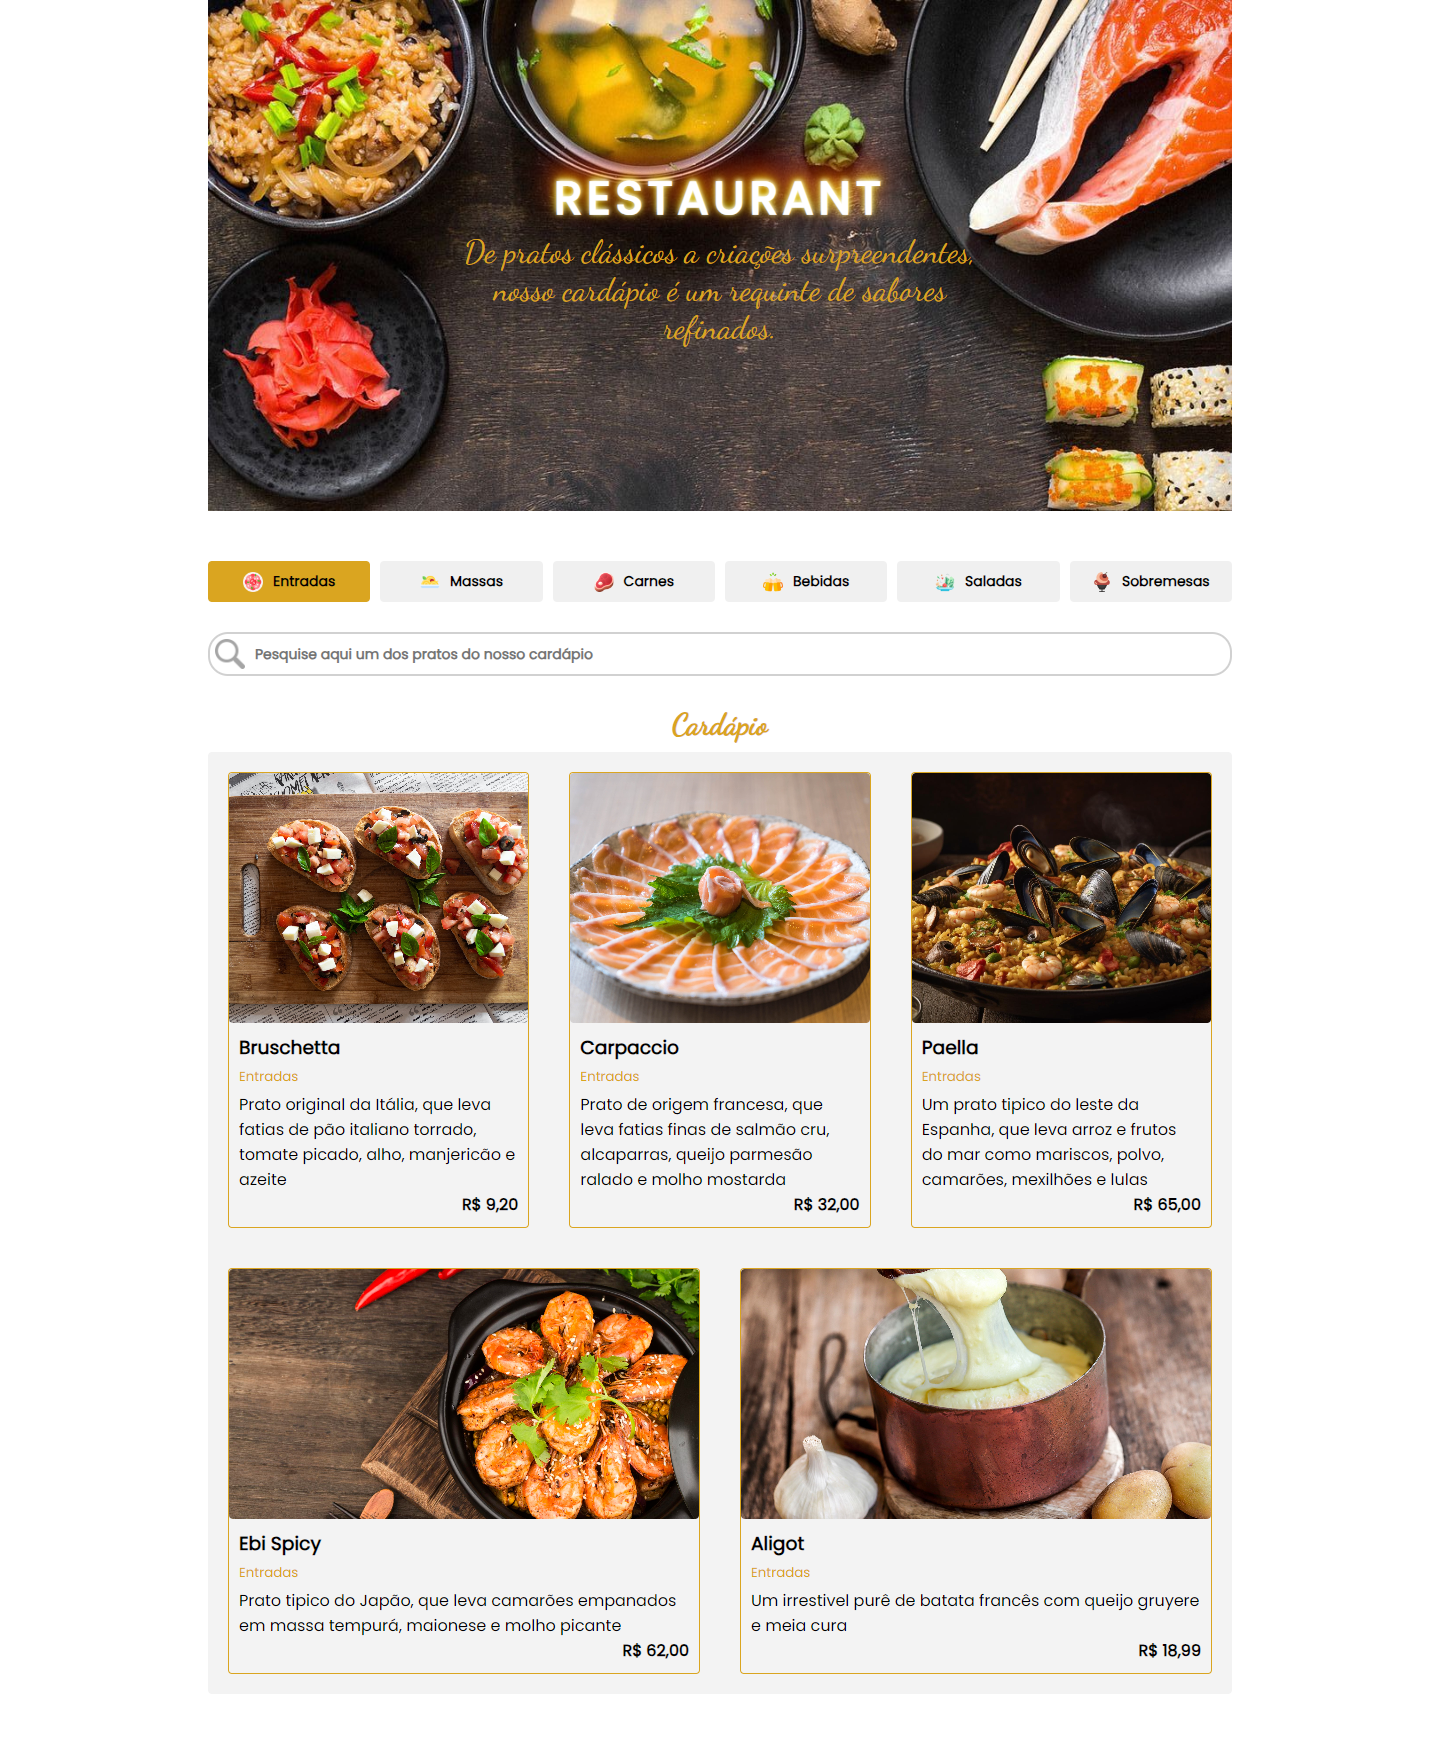 RESTAURANT
De pratos clássicos a criações surpreendentes,
nosso cardápio é um requinte de sabores
refinados.
Entradas
Massas
Carnes
Bebidas
Saladas
Sobremesas
Pesquise aqui um dos pratos do nosso cardápio
Cardápio
Bruschetta
Entradas
Prato original da Itália, que leva
fatias de pão italiano torrado,
tomate picado, alho, manjericão e
azeite
R$ 9,20
Carpaccio
Entradas
Prato de origem francesa, que
leva fatias finas de salmão cru,
alcaparras, queijo parmesão
ralado e molho mostarda
R$ 32,00
Paella
Entradas
Um prato tipico do leste da
Espanha, que leva arroz e frutos
do mar como mariscos, polvo,
camarões, mexilhões e lulas
R$ 65,00
Ebi Spicy
Entradas
Prato tipico do Japão, que leva camarões empanados
em massa tempurá, maionese e molho picante
R$ 62,00
Aligot
Entradas
Um irrestivel purê de batata francês com queijo gruyere
e meia cura
R$ 18,99